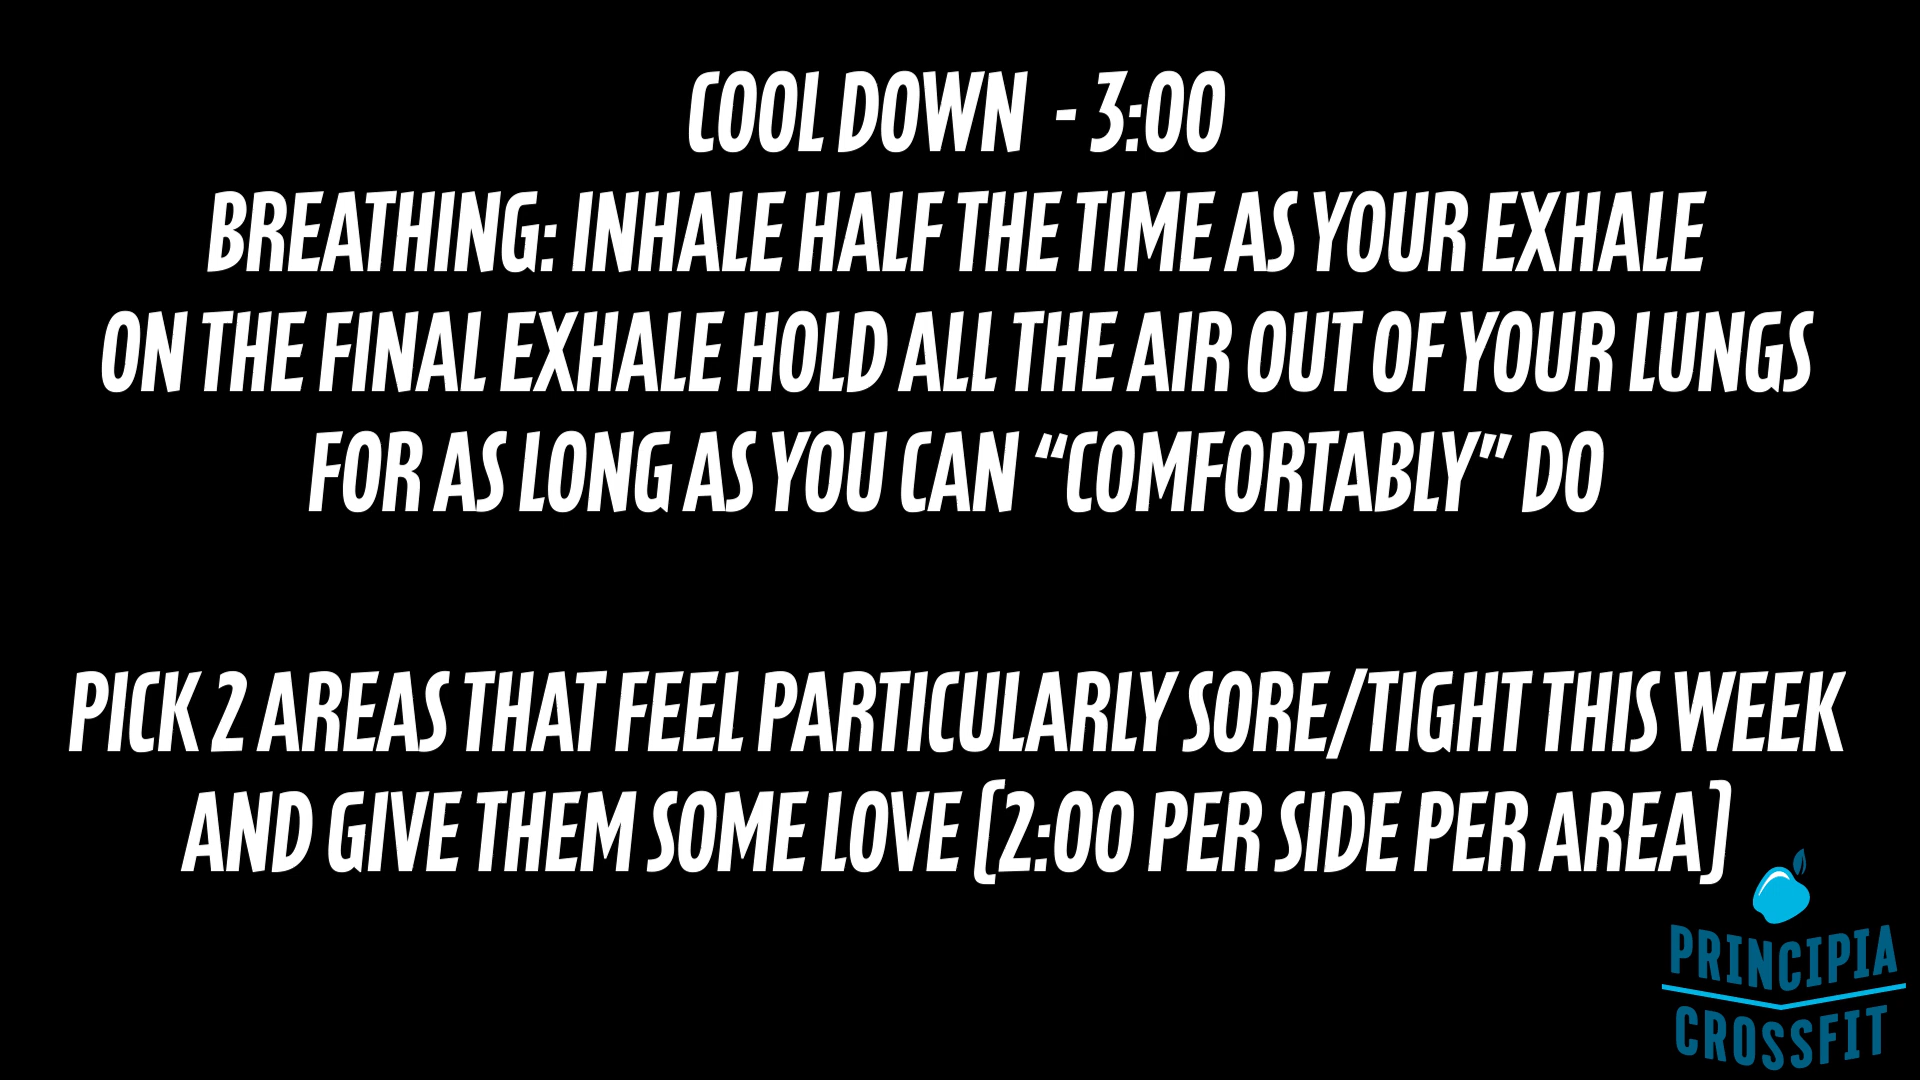 COOL DOWN - 3:00
BREATHING: INHALE HALF THE TIME AS YOUR EXHALE
ON THE FINAL EXHALE HOLD ALL THE AIR OUT OF YOUR LUNGS
FOR AS LONG AS YOU CAN “COMFORTABLY” DO
PICK 2 AREAS THAT FEEL PARTICULARLY SORE/TIGHT THIS WEEK
AND GIVE THEM SOME LOVE (2:00 PER SIDE PER AREA)
PRINCIPIA
CROSSFIT